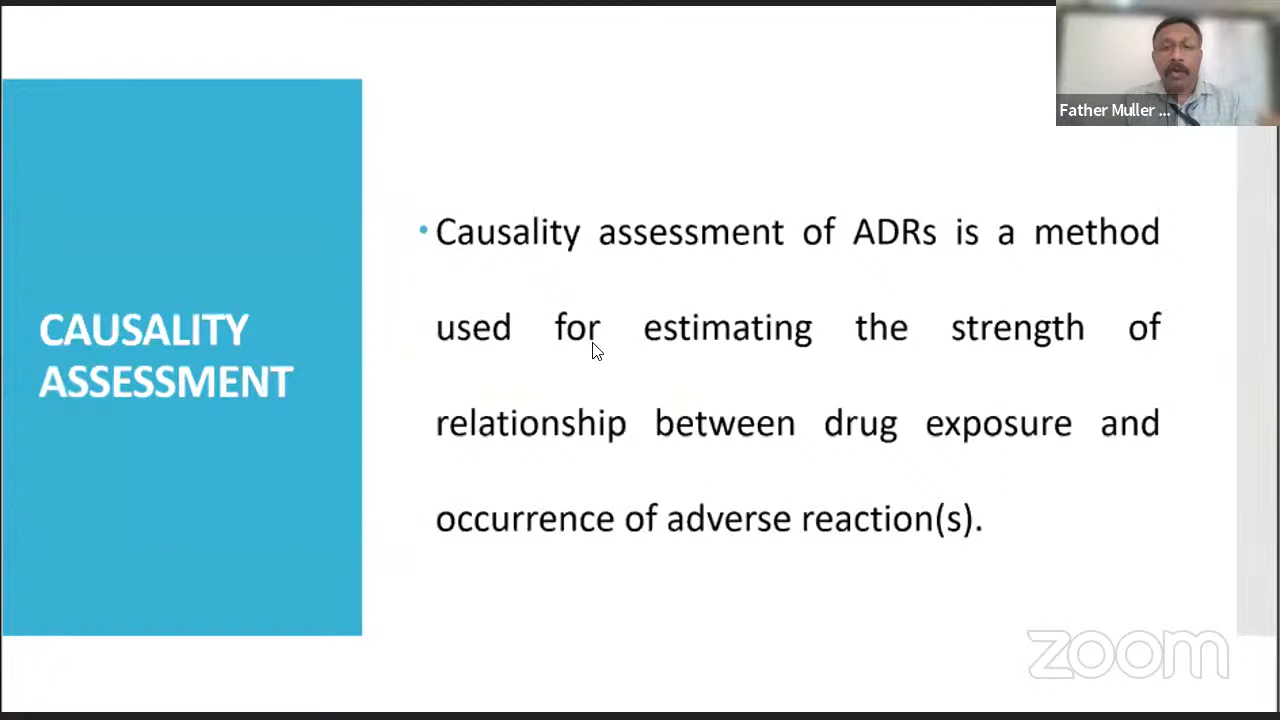 Father Muller ...
CAUSALITY
ASSESSMENT
• Causality assessment of ADRs is a method
used for estimating the strength of
relationship between drug exposure and
occurrence of adverse reaction(s).
zoom